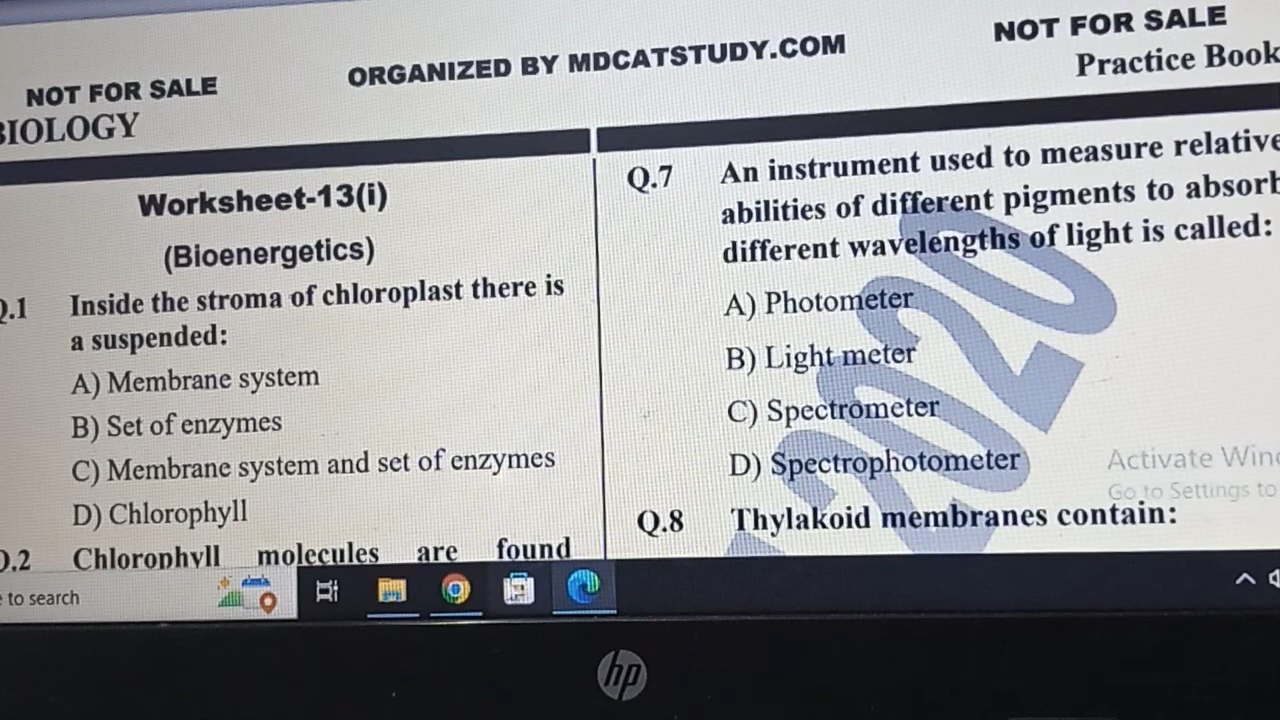 NOT FOR SALE
ORGANIZED BY MDCATSTUDY.COM
NOT FOR SALE
BIOLOGY
Practice Book
Worksheet-13(i)
(Bioenergetics)
Q.1 Inside the stroma of chloroplast there is
a suspended:
A) Membrane system
B) Set of enzymes
C) Membrane system and set of enzymes
D) Chlorophyll
Q.2 Chlorophyll molecules are found
Q.7 An instrument used to measure relative
abilities of different pigments to absorb
different wavelengths of light is called:
A) Photometer
B) Light meter
C) Spectrometer
D) Spectrophotometer
Q.8 Thylakoid membranes contain:
2020
Activate Wind
Go to Settings to
e to search
hp